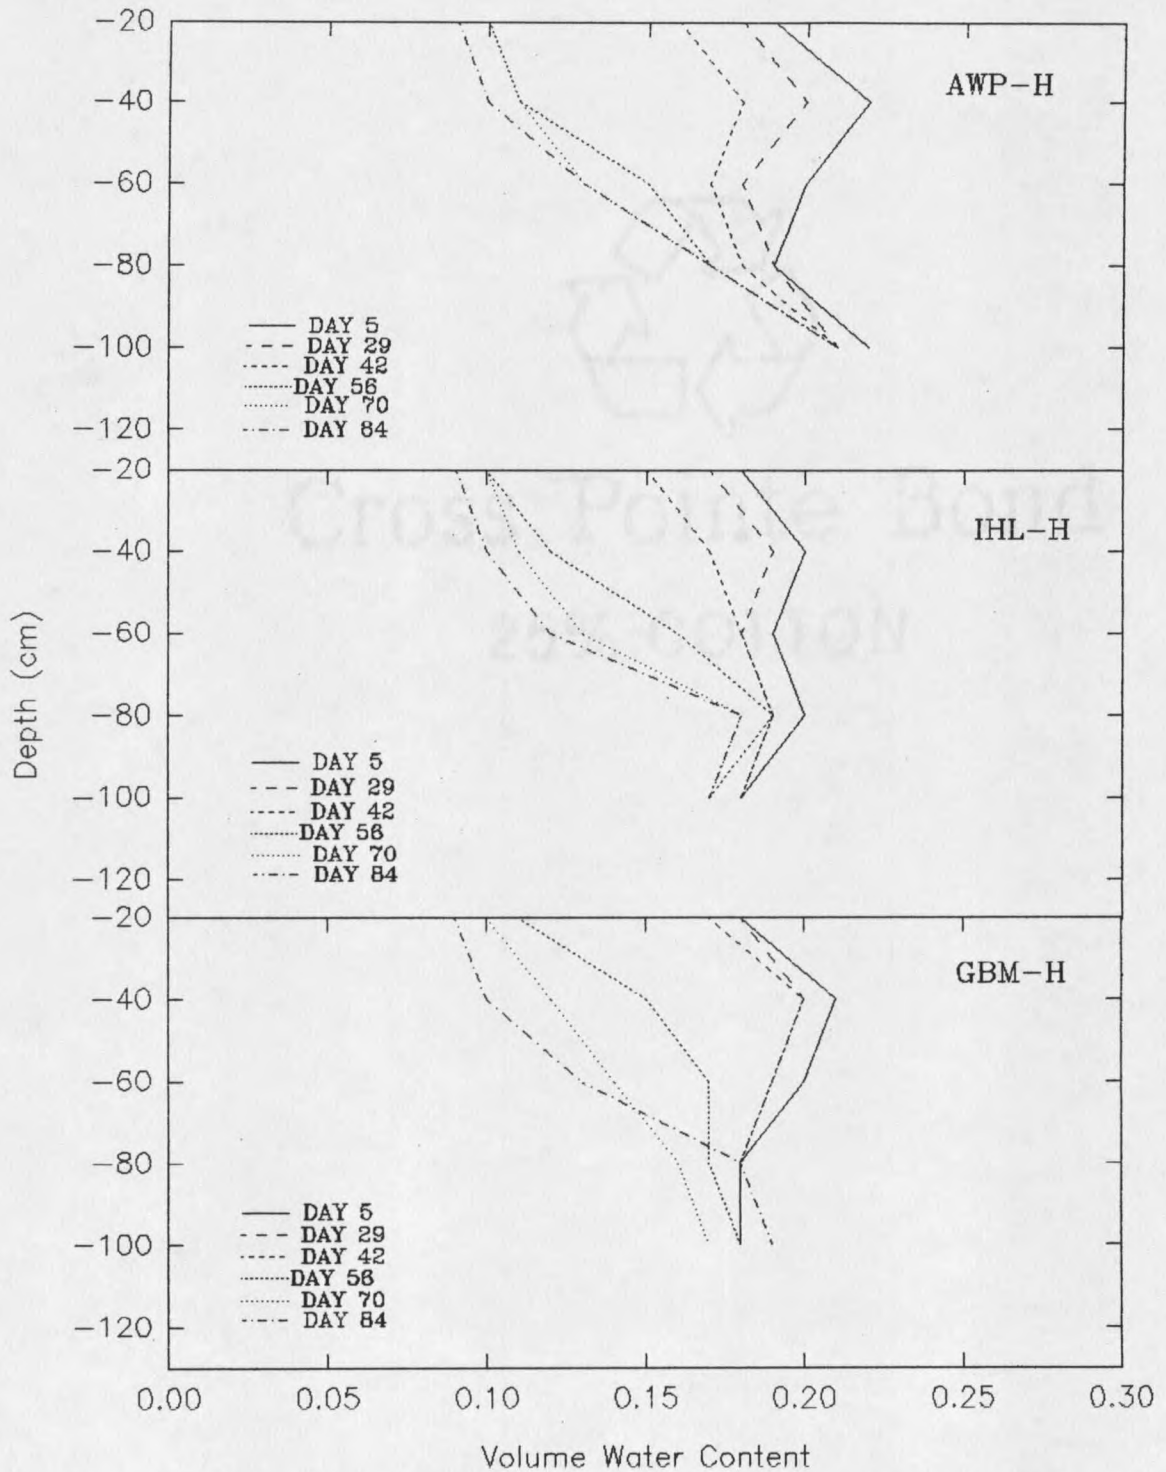 -20
-40
-60
-80
-100
-120
AWP-H
DAY 5
DAY 29
DAY 42
DAY 56
DAY 70
DAY 84
-20
-40
-60
-80
-100
-120
IHL-H
DAY 5
DAY 29
DAY 42
DAY 56
DAY 70
DAY 84
Cross Pointe Bond
25% COTTON
Depth (cm)
-20
-40
-60
-80
-100
-120
GBM-H
DAY 5
DAY 29
DAY 42
DAY 56
DAY 70
DAY 84
0.00 0.05 0.10 0.15 0.20 0.25 0.30
Volume Water Content